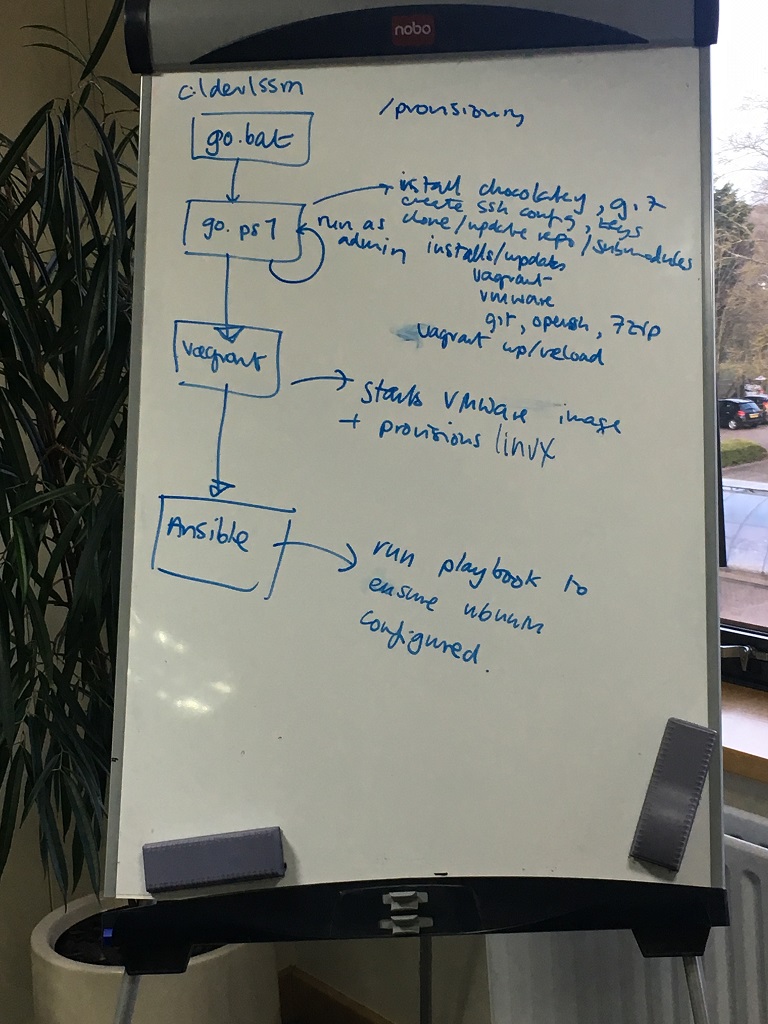 nobo
c:\dev\ssm
/provisioning
go.bat
go.ps1
run as
admin
install chocolatey, git
create ssh config, keys
clone/update repo/submodules
installs/updates
vagrant
vmware
git, openssh, 7zip
vagrant up/reload
vagrant
starts VMware image
+ provisions linux
Ansible
run playbook to
ensure ubuntu
configured.